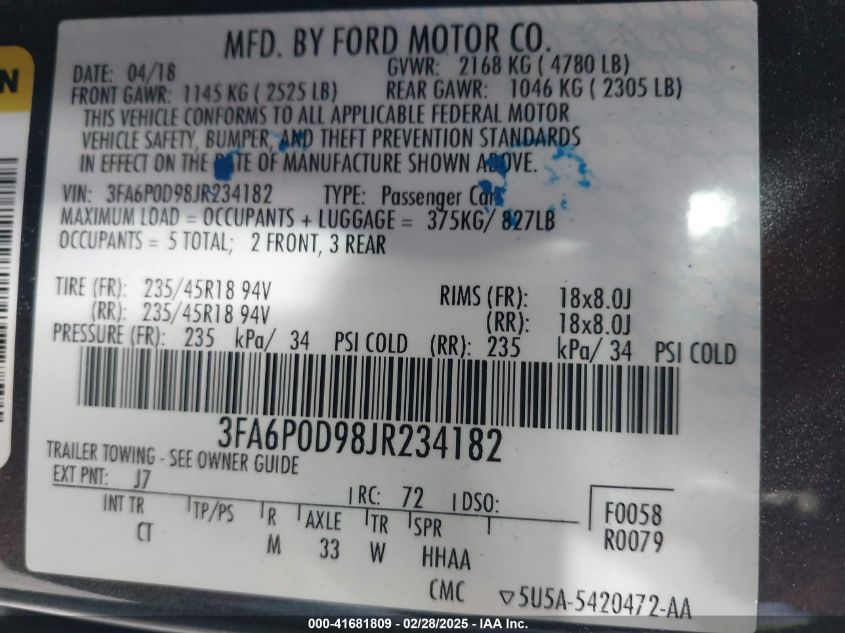 N
MFD. BY FORD MOTOR CO.
DATE: 04/18 GVWR: 2168 KG ( 4780 LB)
FRONT GAWR: 1145 KG ( 2525 LB) REAR GAWR: 1046 KG ( 2305 LB)
THIS VEHICLE CONFORMS TO ALL APPLICABLE FEDERAL MOTOR
VEHICLE SAFETY, BUMPER, AND THEFT PREVENTION STANDARDS
IN EFFECT ON THE DATE OF MANUFACTURE SHOWN ABOVE.
VIN: 3FA6P0D98JR234182 TYPE: Passenger Car
MAXIMUM LOAD = OCCUPANTS + LUGGAGE = 375KG/ 827LB
OCCUPANTS = 5 TOTAL; 2 FRONT, 3 REAR
TIRE (FR): 235/45R18 94V RIMS (FR): 18x8.0J
(RR): 235/45R18 94V (RR): 18x8.0J
PRESSURE (FR): 235 kPa/ 34 PSI COLD (RR): 235 kPa/ 34 PSI COLD
3FA6P0D98JR234182
TRAILER TOWING - SEE OWNER GUIDE
EXT PNT: J7 RC: 72 DSO:
INT TR TP/PS R AXLE TR SPR F0058
CT M 33 W HHAA R0079
CMC ▽5U5A-5420472-AA
000-41681809 - 02/28/2025 - IAA Inc.